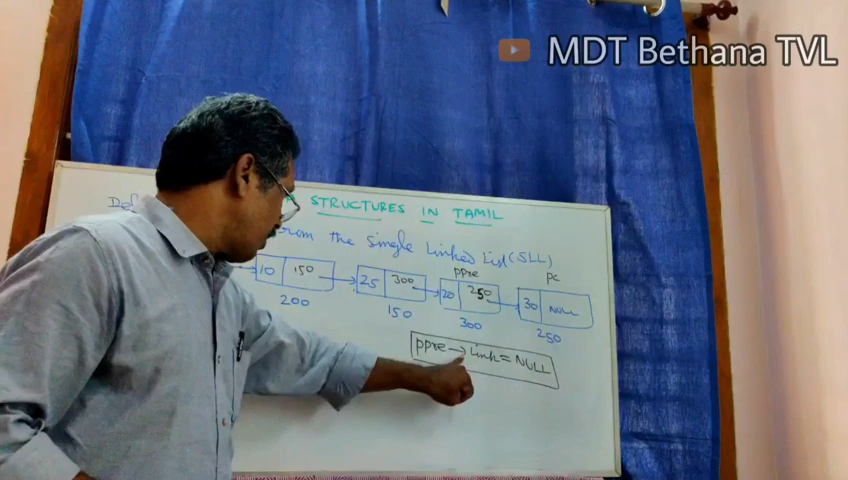 MDT Bethana TVL
STRUCTURES IN TAMIL
from the Single Linked List (SLL)
ppre pc
10 150 25 300 20 250 30 NULL
200 150 300 250
ppre → Link = NULL